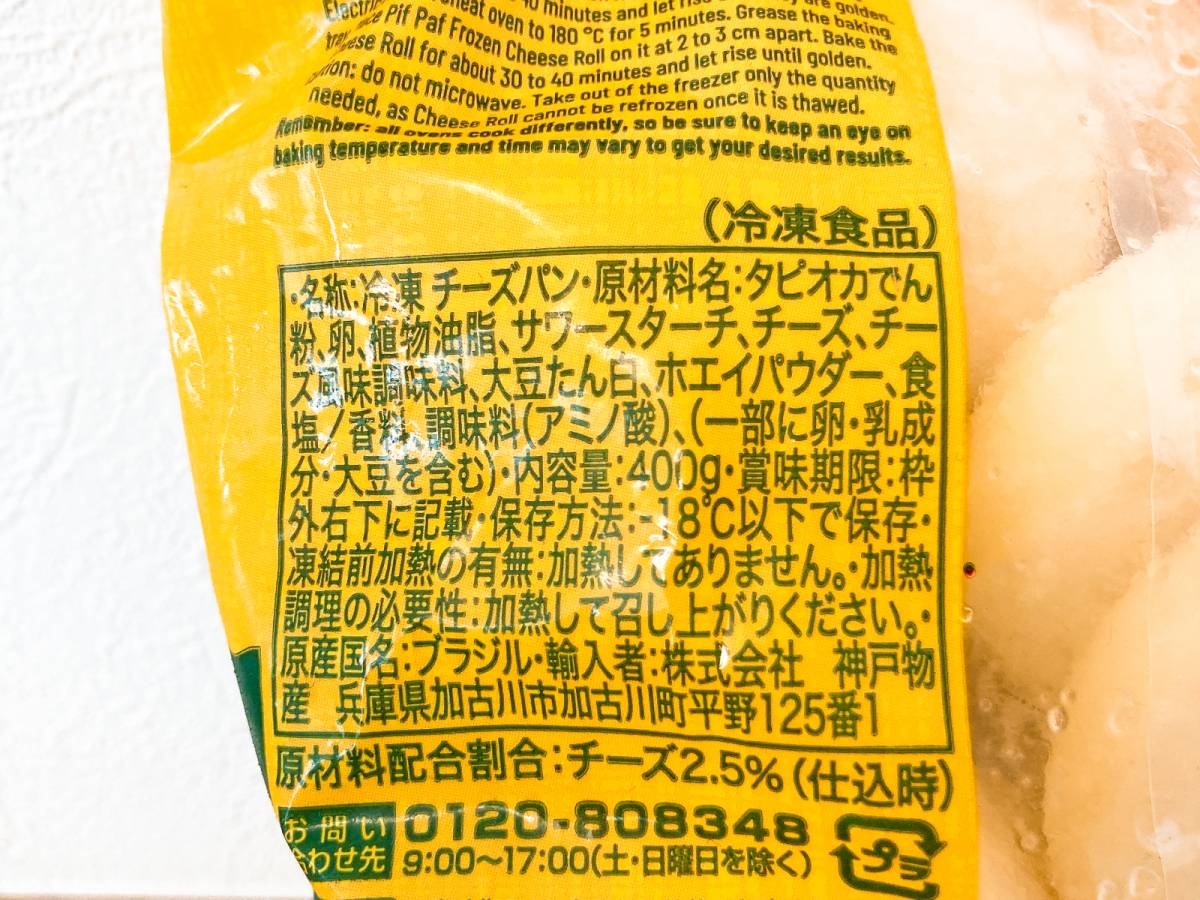 40 minutes and let rise
are golden.
heat oven to 180 °C for 5 minutes. Grease the baking
Pif Paf Frozen Cheese Roll on it at 2 to 3 cm apart. Bake the
Roll for about 30 to 40 minutes and let rise until golden.
do not microwave. Take out of the freezer only the quantity
needed, as Cheese Roll cannot be refrozen once it is thawed.
Remember: all ovens cook differently, so be sure to keep an eye on
baking temperature and time may vary to get your desired results.
(冷凍食品)
・名称:冷凍 チーズパン・原材料名:タピオカでん
粉、卵、植物油脂、サワースターチ、チーズ、チー
ズ風味調味料、大豆たん白、ホエイパウダー、食
塩/香料、調味料(アミノ酸)、(一部に卵・乳成
分・大豆を含む)・内容量:400g・賞味期限:枠
外右下に記載・保存方法:-18℃以下で保存・
凍結前加熱の有無:加熱してありません。・加熱
調理の必要性:加熱して召し上がりください。・
原産国名:ブラジル・輸入者:株式会社 神戸物
産 兵庫県加古川市加古川町平野125番1
原材料配合割合:チーズ2.5%(仕込時)
お問い
合わせ先
0120-808348
9:00~17:00(土・日曜日を除く)
プラ